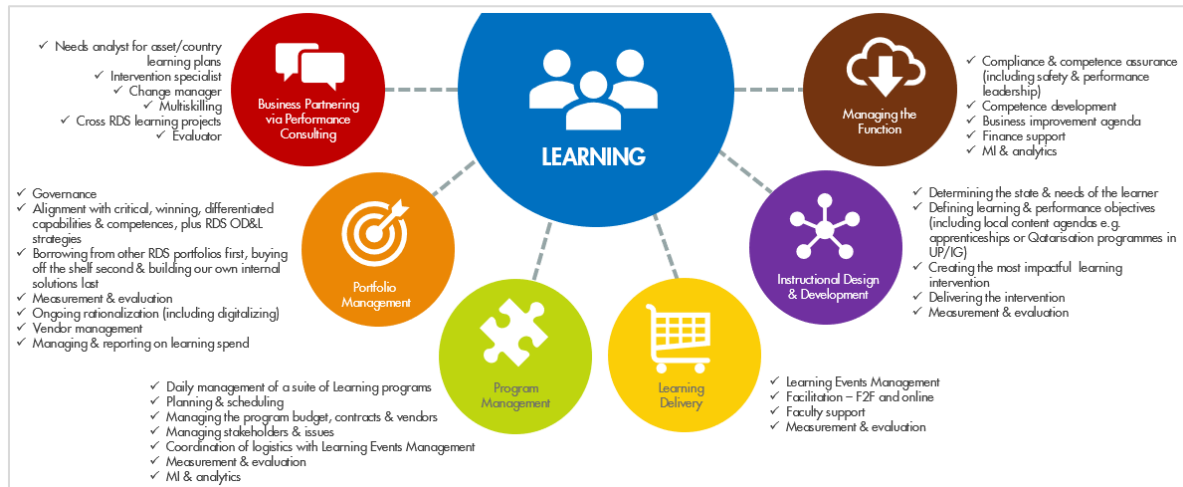 ✓ Needs analyst for asset/country
learning plans
✓ Intervention specialist
✓ Change manager
✓ Multiskilling
✓ Cross RDS learning projects
✓ Evaluator
Business Partnering
via Performance
Consulting
LEARNING
Managing the
Function
✓ Compliance & competence assurance
(including safety & performance
leadership)
✓ Competence development
✓ Business improvement agenda
✓ Finance support
✓ MI & analytics
✓ Governance
✓ Alignment with critical, winning, differentiated
capabilities & competences, plus RDS OD&L
strategies
✓ Borrowing from other RDS portfolios first, buying
off the shelf second & building our own internal
solutions last
✓ Measurement & evaluation
✓ Ongoing rationalization (including digitalizing)
✓ Vendor management
✓ Managing & reporting on learning spend
Portfolio
Management
Instructional Design
& Development
✓ Determining the state & needs of the learner
✓ Defining learning & performance objectives
(including local content agendas e.g.
apprenticeships or Qatarisation programmes in
UP/IG)
✓ Creating the most impactful learning
intervention
✓ Delivering the intervention
✓ Measurement & evaluation
✓ Daily management of a suite of Learning programs
✓ Planning & scheduling
✓ Managing the program budget, contracts & vendors
✓ Managing stakeholders & issues
✓ Coordination of logistics with Learning Events Management
✓ Measurement & evaluation
✓ MI & analytics
Program
Management
Learning
Delivery
✓ Learning Events Management
✓ Facilitation – F2F and online
✓ Faculty support
✓ Measurement & evaluation